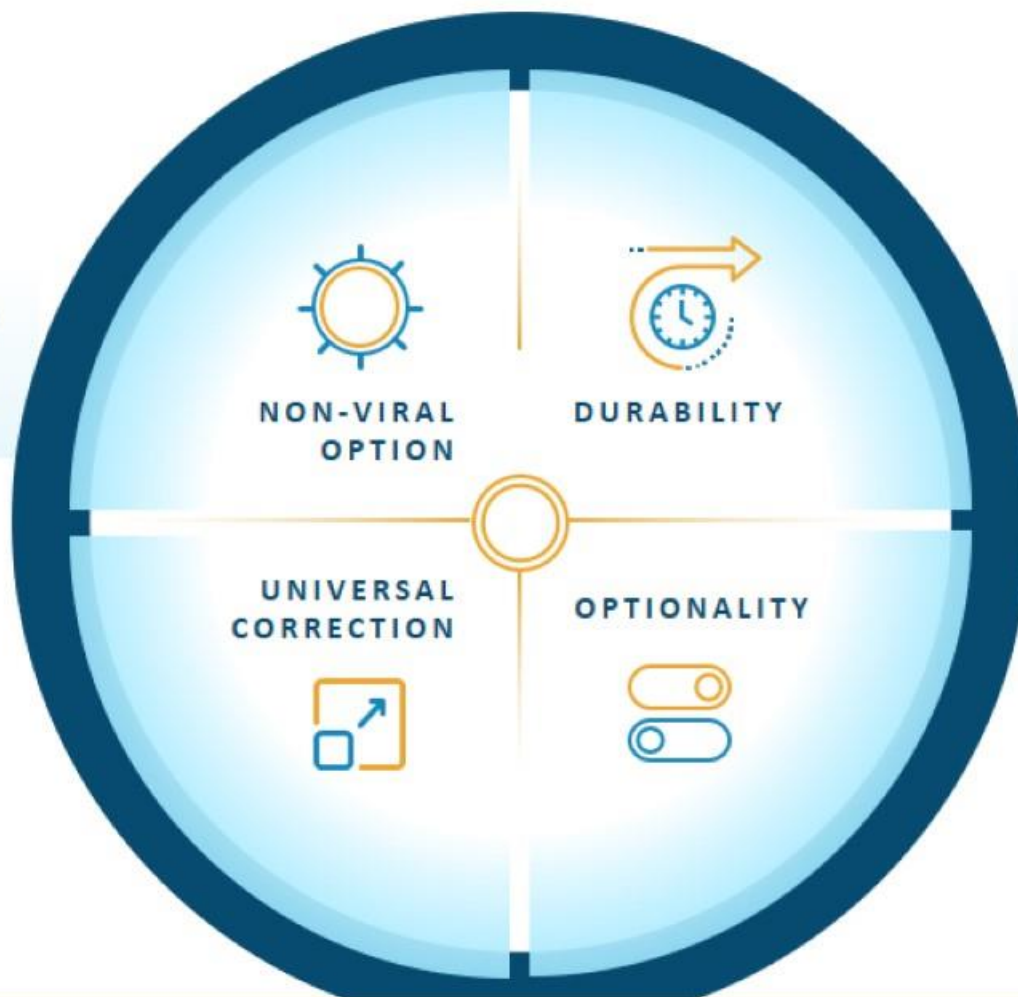 NON-VIRAL
OPTION
DURABILITY
UNIVERSAL
CORRECTION
OPTIONALITY